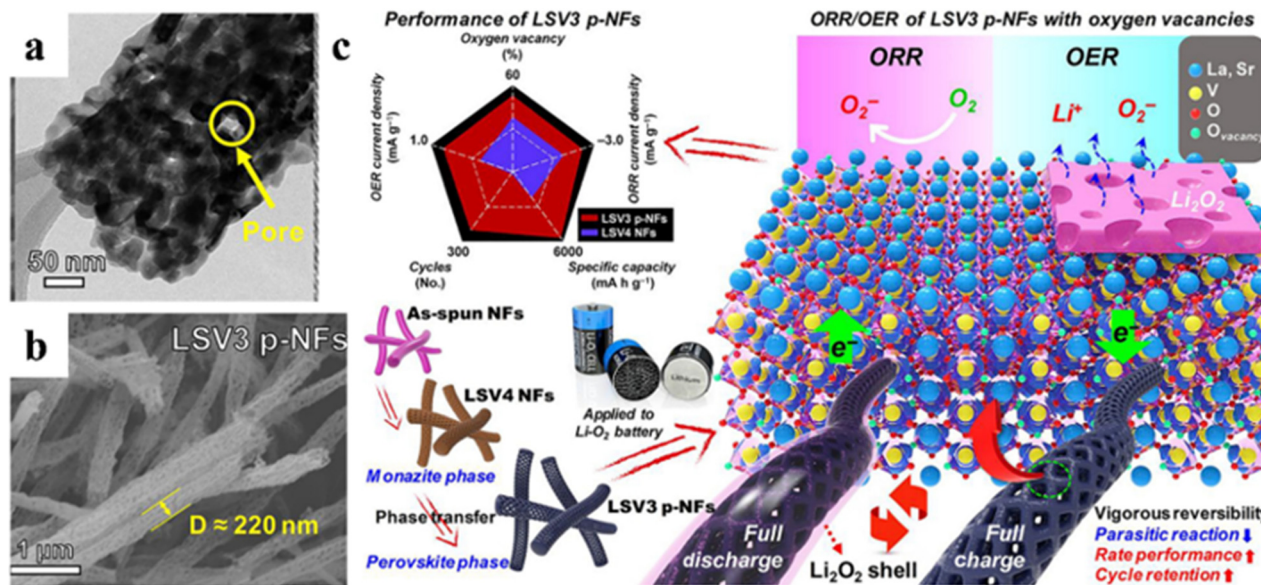 a
Pore
50 nm
b
LSV3 p-NFs
D ≈ 220 nm
1 μm
c
Performance of LSV3 p-NFs
Oxygen vacancy
(%)
60
OER current density
(mA g⁻¹)
1.0
−3.0
ORR current density
(mA g⁻¹)
LSV3 p-NFs
LSV4 NFs
300
6000
Cycles
(No.)
Specific capacity
(mA h g⁻¹)
As-spun NFs
LSV4 NFs
Monazite phase
Phase transfer
Perovskite phase
LSV3 p-NFs
Lithium
Applied to
Li-O₂ battery
ORR/OER of LSV3 p-NFs with oxygen vacancies
ORR
OER
O₂⁻
O₂
Li⁺
O₂⁻
La, Sr
V
O
Ovacancy
Li₂O₂
e⁻
e⁻
Full
discharge
Li₂O₂ shell
Full
charge
Vigorous reversibility
Parasitic reaction ⬇
Rate performance ⬆
Cycle retention ⬆